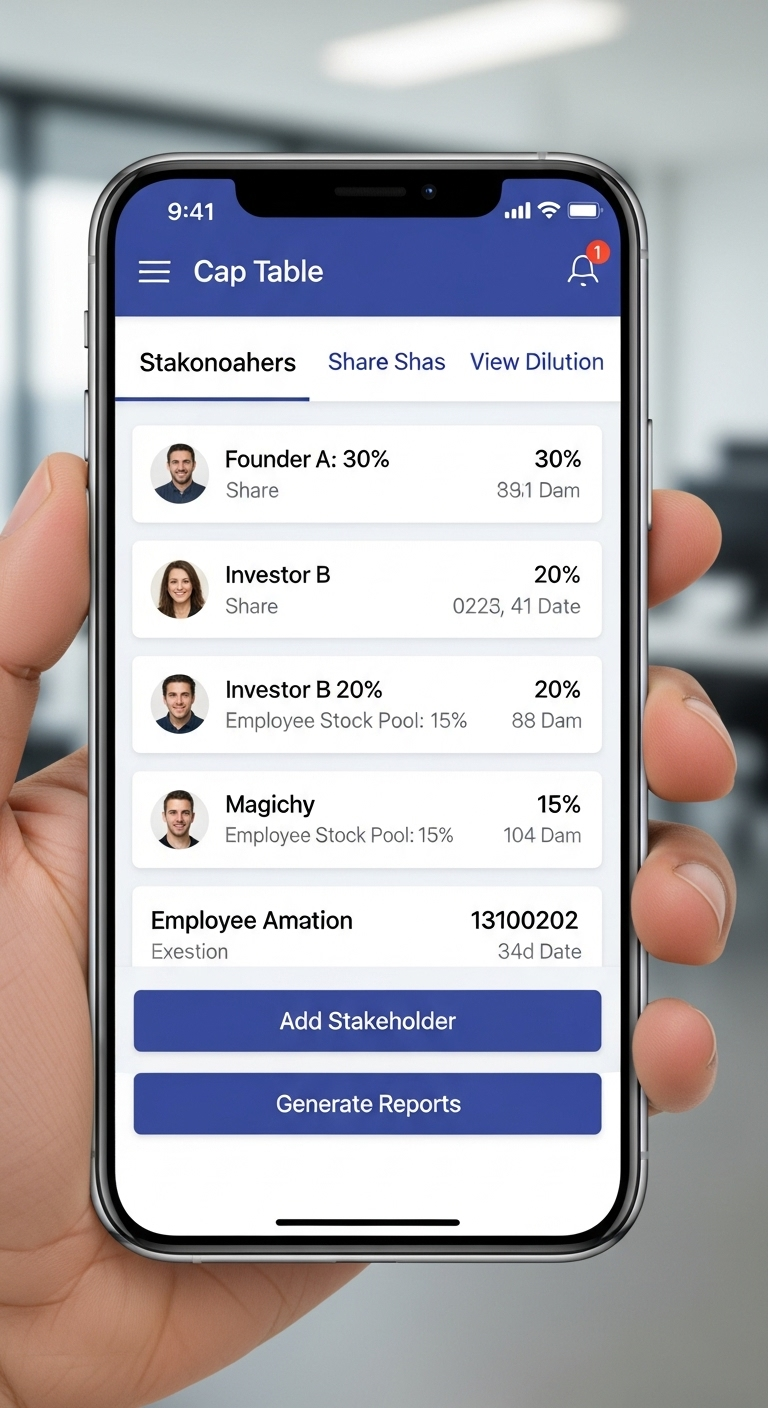 9:41
Cap Table
1
Stakonoahers
Share Shas
View Dilution
Founder A: 30%
30%
Share
39.1 Dam
Investor B
20%
Share
0223, 41 Date
Investor B 20%
20%
Employee Stock Pool: 15%
88 Dam
Magichy
15%
Employee Stock Pool: 15%
104 Dam
Employee Amation
13100202
Exestion
34d Date
Add Stakeholder
Generate Reports